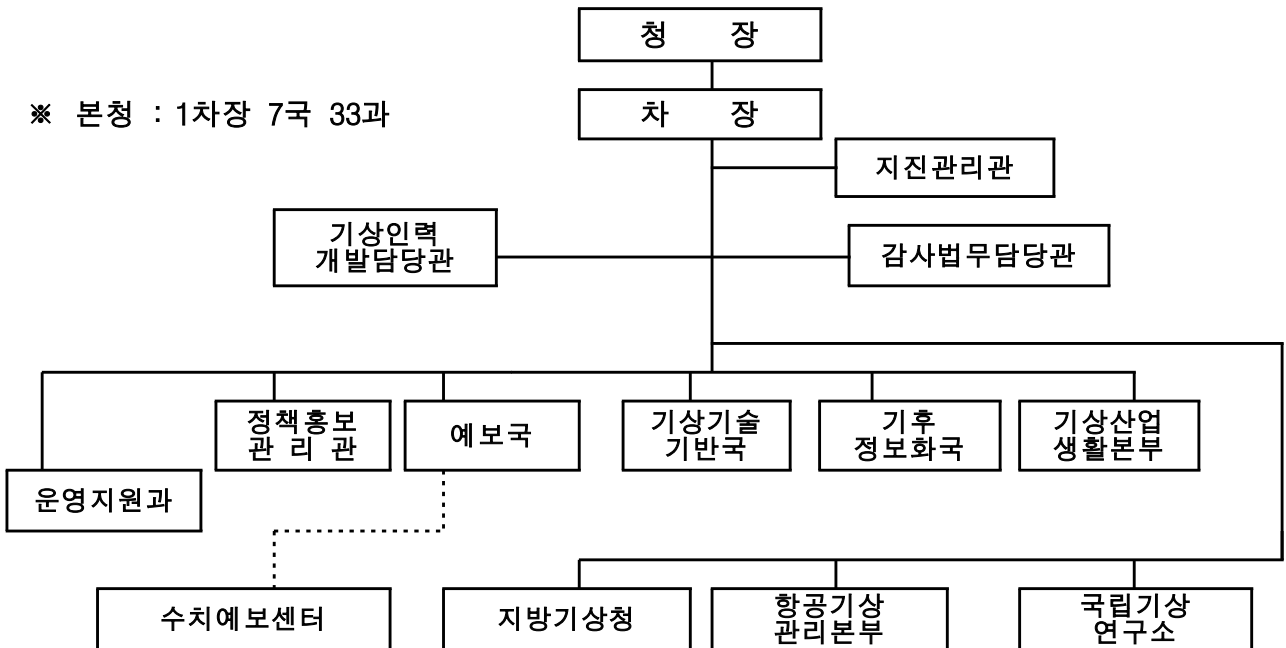 청 장
※ 본청 : 1차장 7국 33과
차 장
지진관리관
기상인력
개발담당관
감사법무담당관
정책홍보
관 리 관
예보국
기상기술
기반국
기후
정보화국
기상산업
생활본부
운영지원과
수치예보센터
지방기상청
항공기상
관리본부
국립기상
연구소